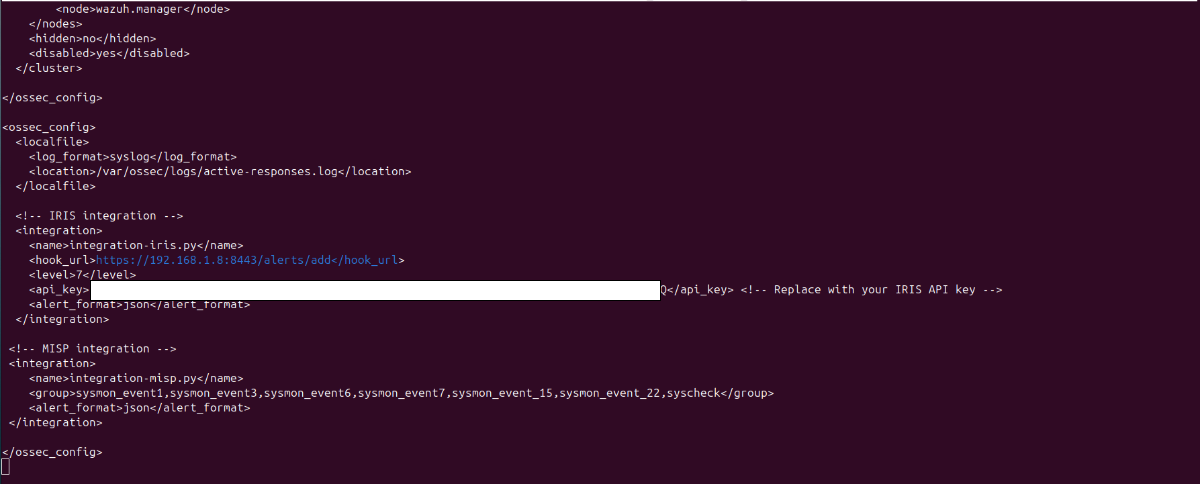 <node>wazuh.manager</node>
</nodes>
<hidden>no</hidden>
<disabled>yes</disabled>
</cluster>
</ossec_config>
<ossec_config>
<localfile>
<log_format>syslog</log_format>
<location>/var/ossec/logs/active-responses.log</location>
</localfile>
<!-- IRIS integration -->
<integration>
<name>integration-iris.py</name>
<hook_url>https://192.168.1.8:8443/alerts/add</hook_url>
<level>7</level>
<api_key>Q</api_key> <!-- Replace with your IRIS API key -->
<alert_format>json</alert_format>
</integration>
<!-- MISP integration -->
<integration>
<name>integration-misp.py</name>
<group>sysmon_event1,sysmon_event3,sysmon_event6,sysmon_event7,sysmon_event_15,sysmon_event_22,syscheck</group>
<alert_format>json</alert_format>
</integration>
</ossec_config>